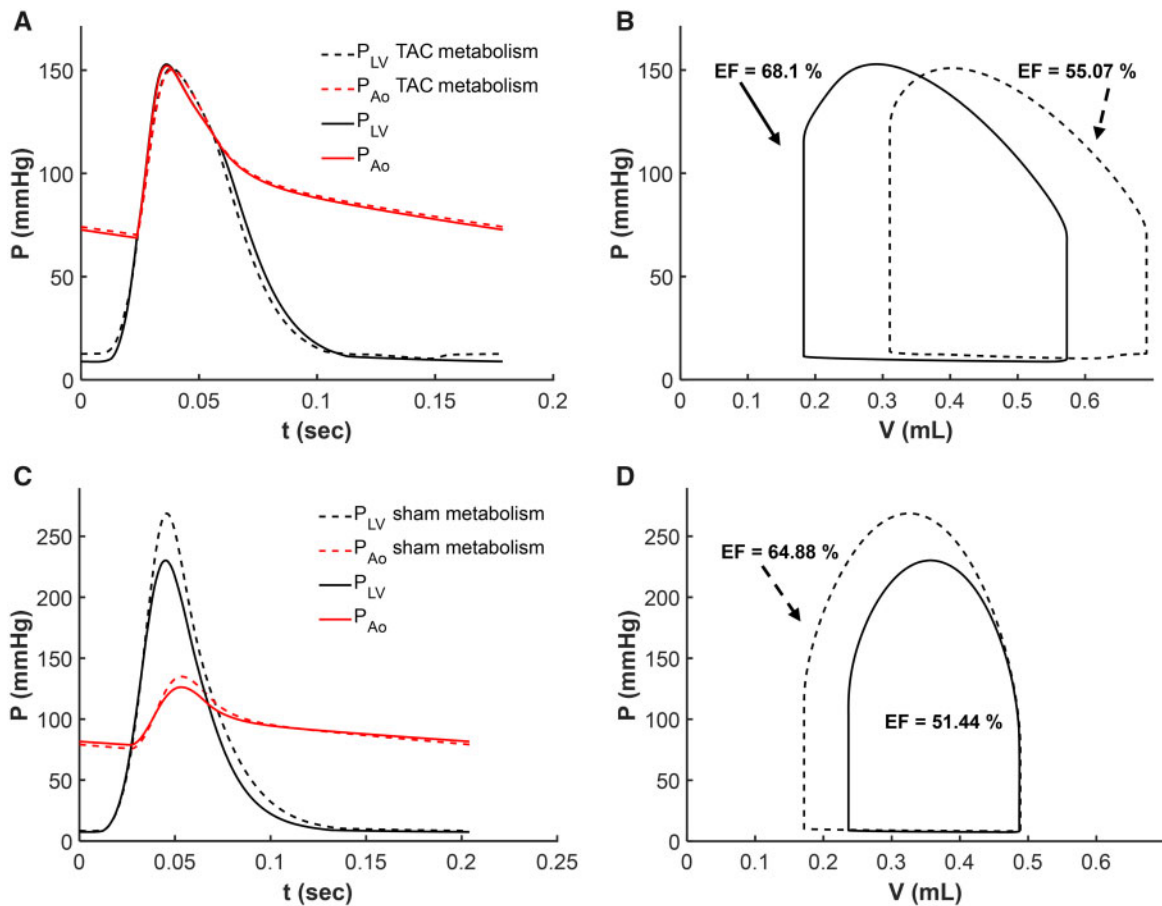 A
P (mmHg)
150
100
50
0
0
0.05
0.1
0.15
0.2
t (sec)
P_LV TAC metabolism
P_Ao TAC metabolism
P_LV
P_Ao
B
P (mmHg)
150
100
50
0
0
0.1
0.2
0.3
0.4
0.5
0.6
V (mL)
EF = 68.1 %
EF = 55.07 %
C
P (mmHg)
250
200
150
100
50
0
0
0.05
0.1
0.15
0.2
0.25
t (sec)
P_LV sham metabolism
P_Ao sham metabolism
P_LV
P_Ao
D
P (mmHg)
250
200
150
100
50
0
0
0.1
0.2
0.3
0.4
0.5
0.6
V (mL)
EF = 64.88 %
EF = 51.44 %